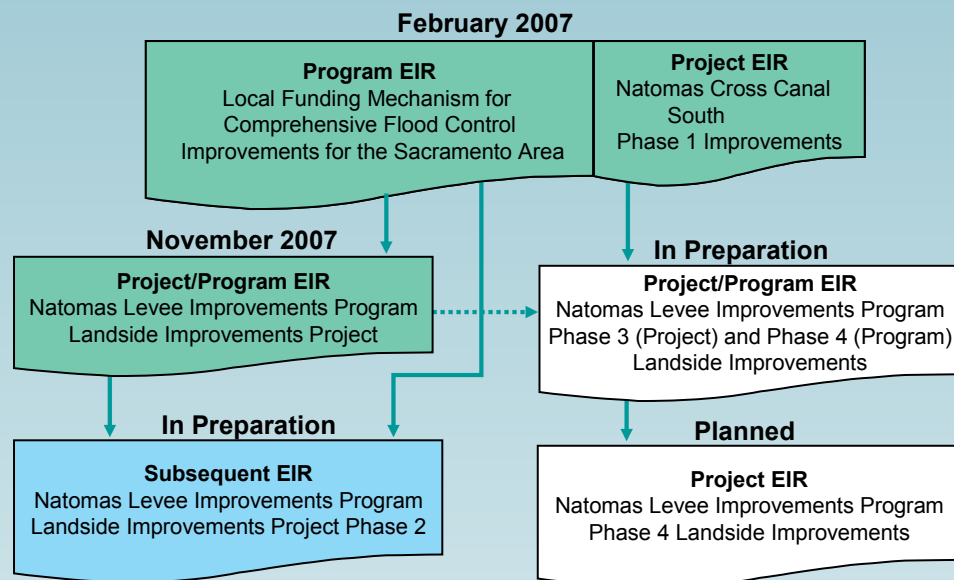 February 2007
Program EIR
Local Funding Mechanism for
Comprehensive Flood Control
Improvements for the Sacramento Area
Project EIR
Natomas Cross Canal
South
Phase 1 Improvements
November 2007
Project/Program EIR
Natomas Levee Improvements Program
Landside Improvements Project
In Preparation
Project/Program EIR
Natomas Levee Improvements Program
Phase 3 (Project) and Phase 4 (Program)
Landside Improvements
In Preparation
Subsequent EIR
Natomas Levee Improvements Program
Landside Improvements Project Phase 2
Planned
Project EIR
Natomas Levee Improvements Program
Phase 4 Landside Improvements